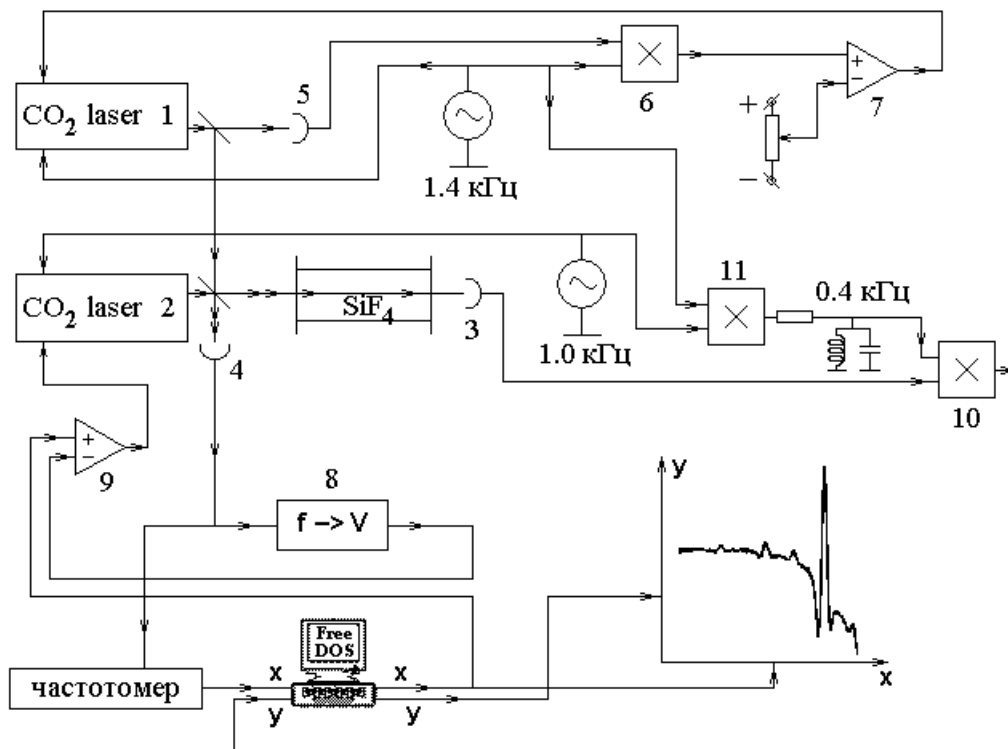 CO2 laser 1
5
×
6
+
−
7
1.4 кГц
+
−
CO2 laser 2
SiF4
3
4
1.0 кГц
11
×
0.4 кГц
×
10
+
−
9
8
f −> V
y
x
частотомер
Free
DOS
x
x
y
y